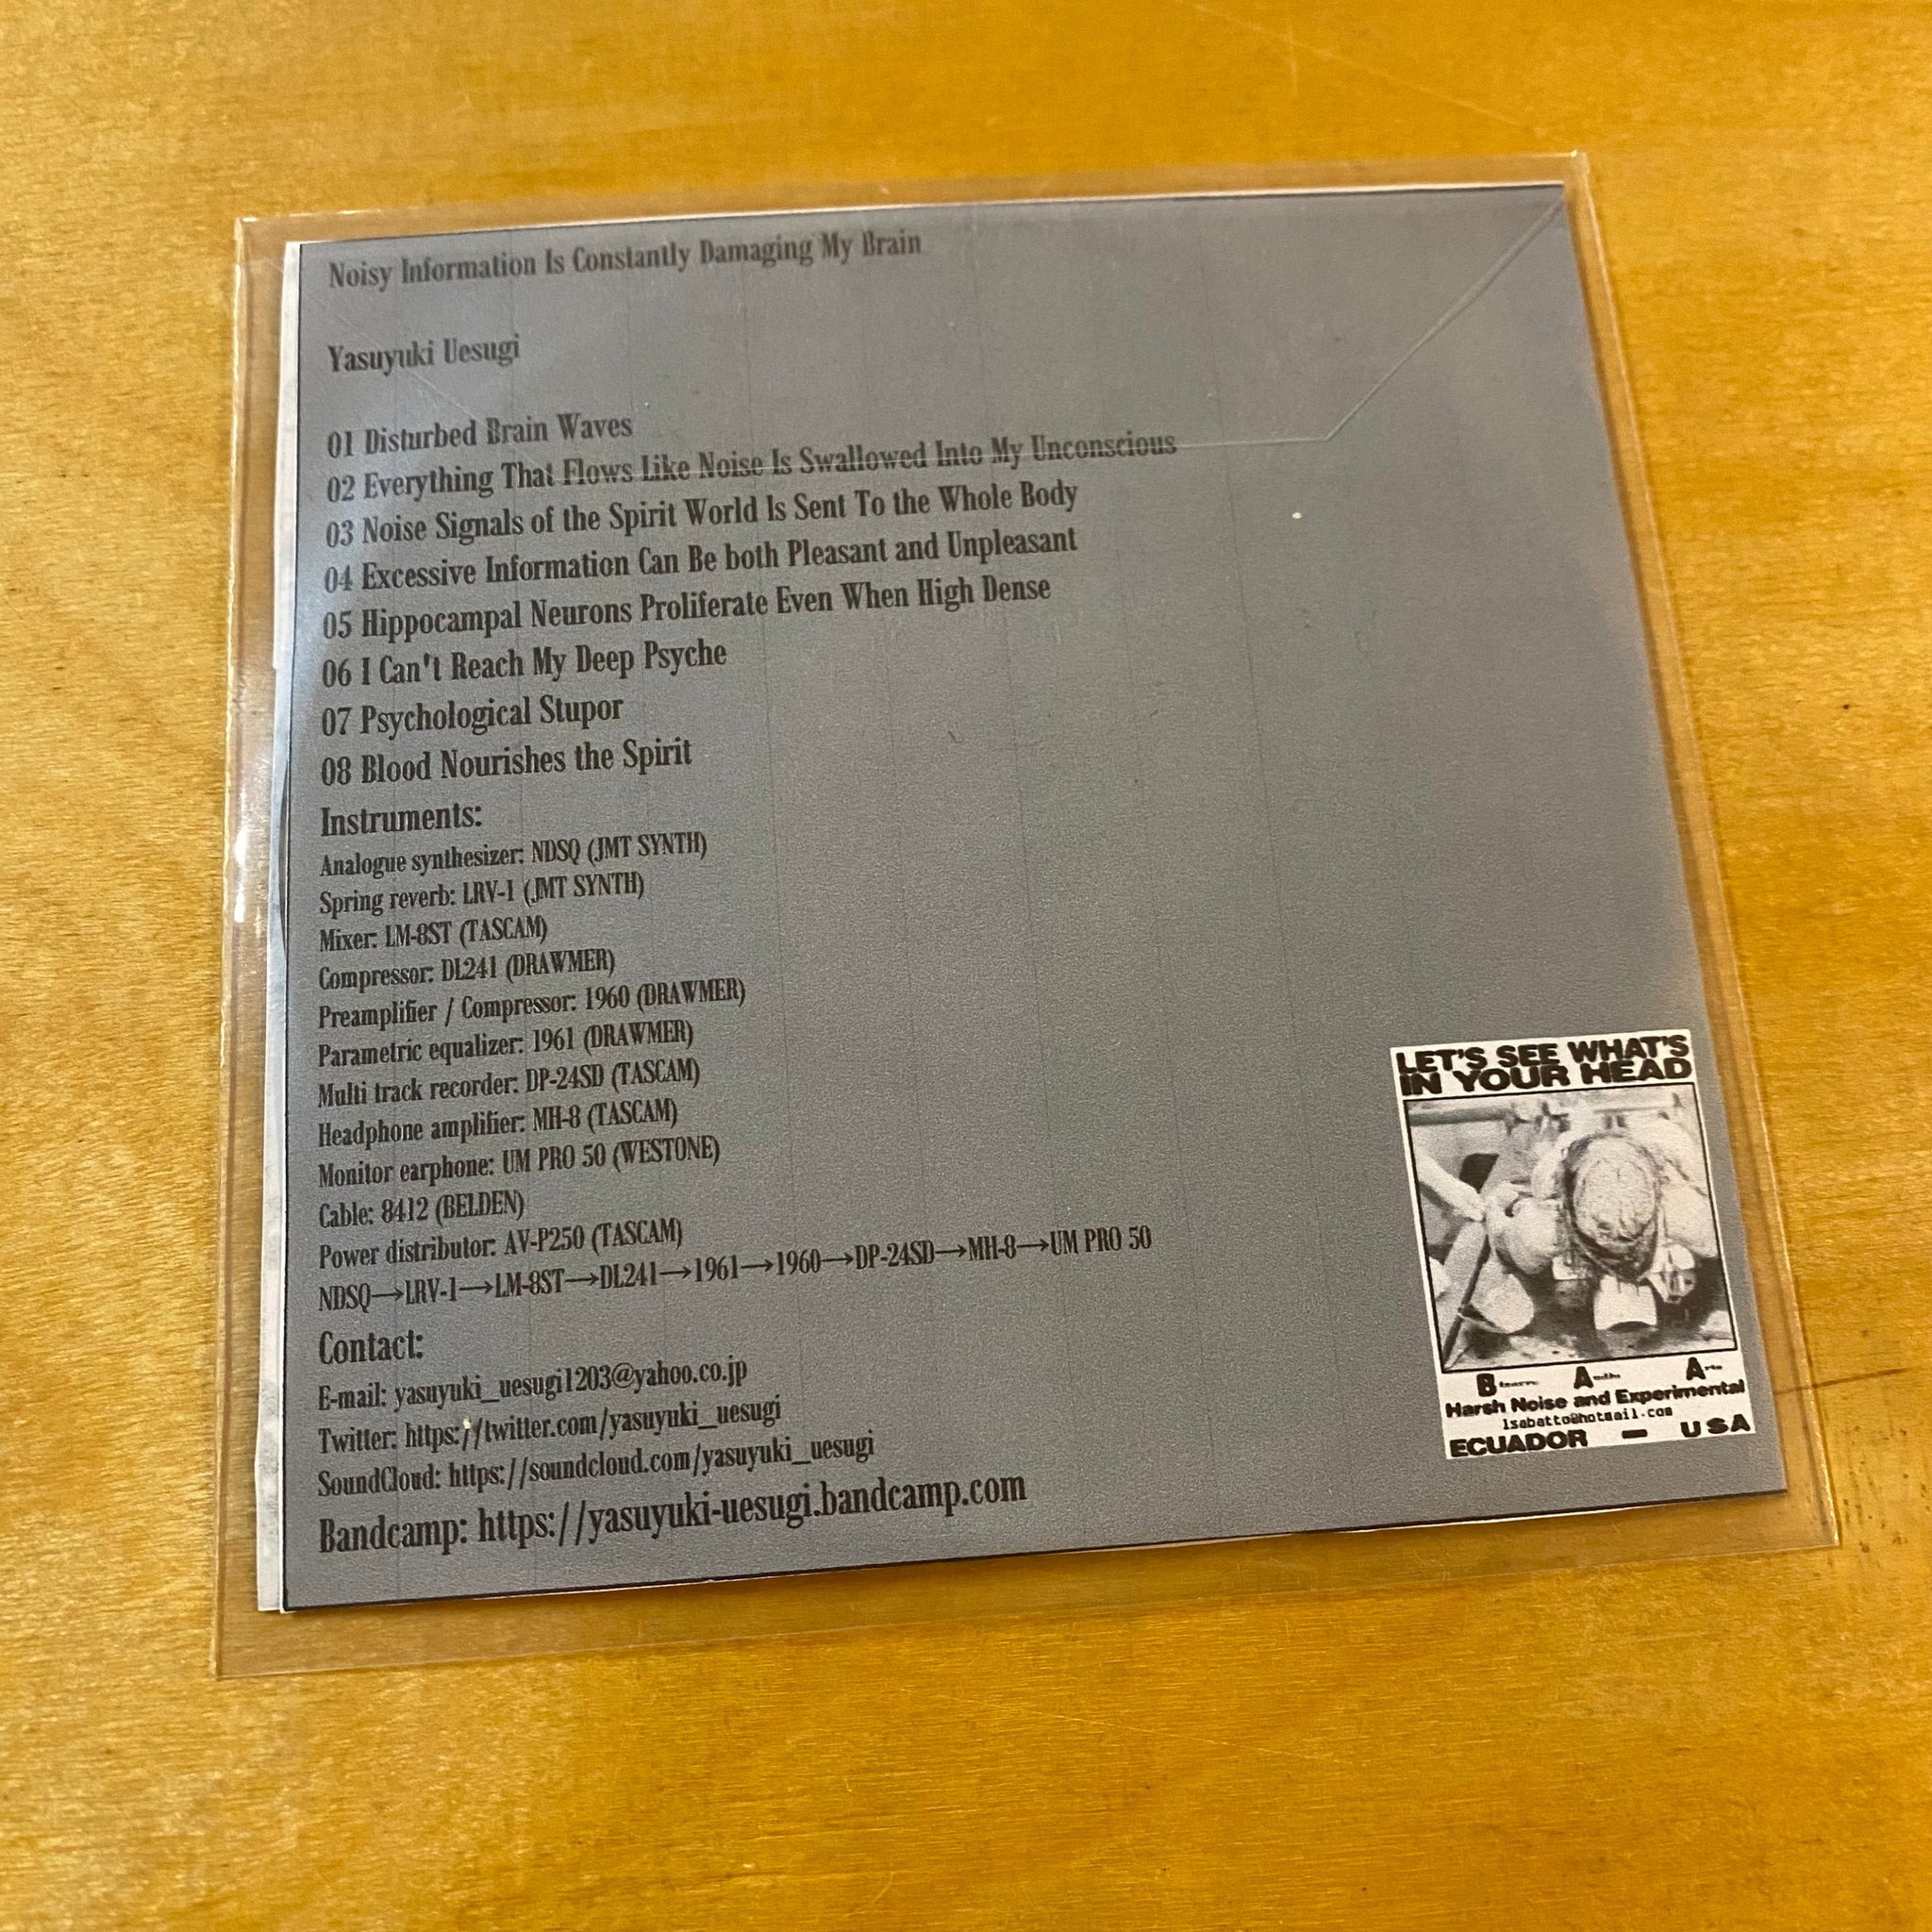 Noisy Information Is Constantly Damaging My Brain
Yasuyuki Uesugi
01 Disturbed Brain Waves
02 Everything That Flows Like Noise Is Swallowed Into My Unconscious
03 Noise Signals of the Spirit World Is Sent To the Whole Body
04 Excessive Information Can Be both Pleasant and Unpleasant
05 Hippocampal Neurons Proliferate Even When High Dense
06 I Can't Reach My Deep Psyche
07 Psychological Stupor
08 Blood Nourishes the Spirit
Instruments:
Analogue synthesizer: NDSQ (JMT SYNTH)
Spring reverb: LRV-1 (JMT SYNTH)
Mixer: LM-8ST (TASCAM)
Compressor: DL241 (DRAWMER)
Preamplifier / Compressor: 1960 (DRAWMER)
Parametric equalizer: 1961 (DRAWMER)
Multi track recorder: DP-24SD (TASCAM)
Headphone amplifier: MH-8 (TASCAM)
Monitor earphone: UM PRO 50 (WESTONE)
Cable: 8412 (BELDEN)
Power distributor: AV-P250 (TASCAM)
NDSQ→LRV-1→LM-8ST→DL241→1961→1960→DP-24SD→MH-8→UM PRO 50
Contact:
E-mail: yasuyuki_uesugi1203@yahoo.co.jp
Twitter: https://twitter.com/yasuyuki_uesugi
SoundCloud: https://soundcloud.com/yasuyuki_uesugi
Bandcamp: https://yasuyuki-uesugi.bandcamp.com
LET'S SEE WHAT'S
IN YOUR HEAD
Harsh Noise and Experimental
lsabatto@hotmail.com
ECUADOR - USA